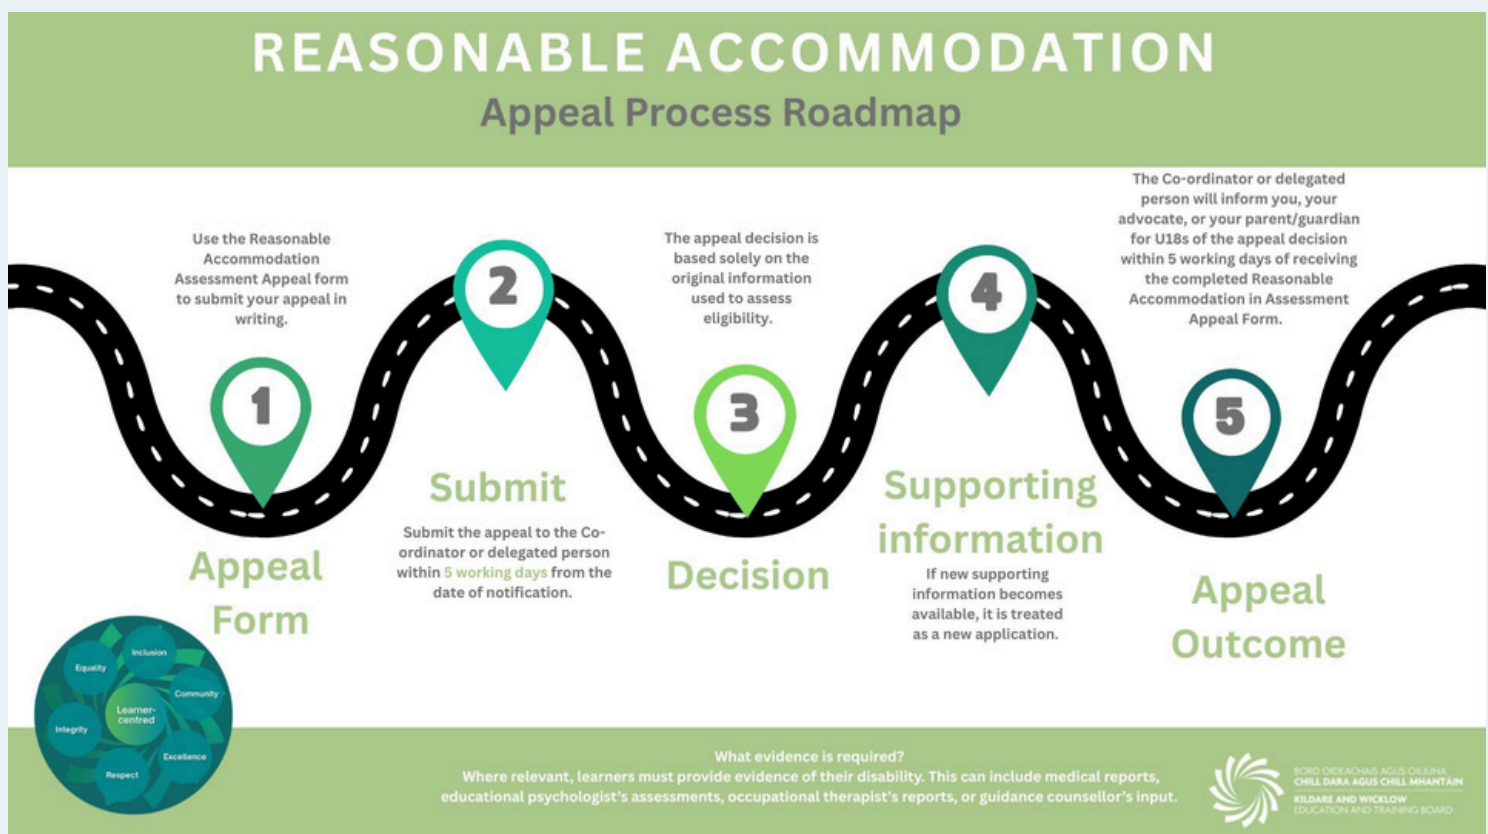 REASONABLE ACCOMMODATION
Appeal Process Roadmap
Use the Reasonable
Accommodation
Assessment Appeal form
to submit your appeal in
writing.
1
Appeal
Form
2
Submit
Submit the appeal to the Co-
ordinator or delegated person
within 5 working days from the
date of notification.
The appeal decision is
based solely on the
original information
used to assess
eligibility.
3
Decision
4
Supporting
information
If new supporting
information becomes
available, it is treated
as a new application.
The Co-ordinator or delegated
person will inform you, your
advocate, or your parent/guardian
for U18s of the appeal decision
within 5 working days of receiving
the completed Reasonable
Accommodation in Assessment
Appeal Form.
5
Appeal
Outcome
Inclusion
Equality
Community
Learner-
centred
Integrity
Excellence
Respect
What evidence is required?
Where relevant, learners must provide evidence of their disability. This can include medical reports,
educational psychologist's assessments, occupational therapist's reports, or guidance counsellor's input.
BORD OIDEACHAIS AGUS OILIÚNA
CHILL DARA AGUS CHILL MHANTÁIN
KILDARE AND WICKLOW
EDUCATION AND TRAINING BOARD